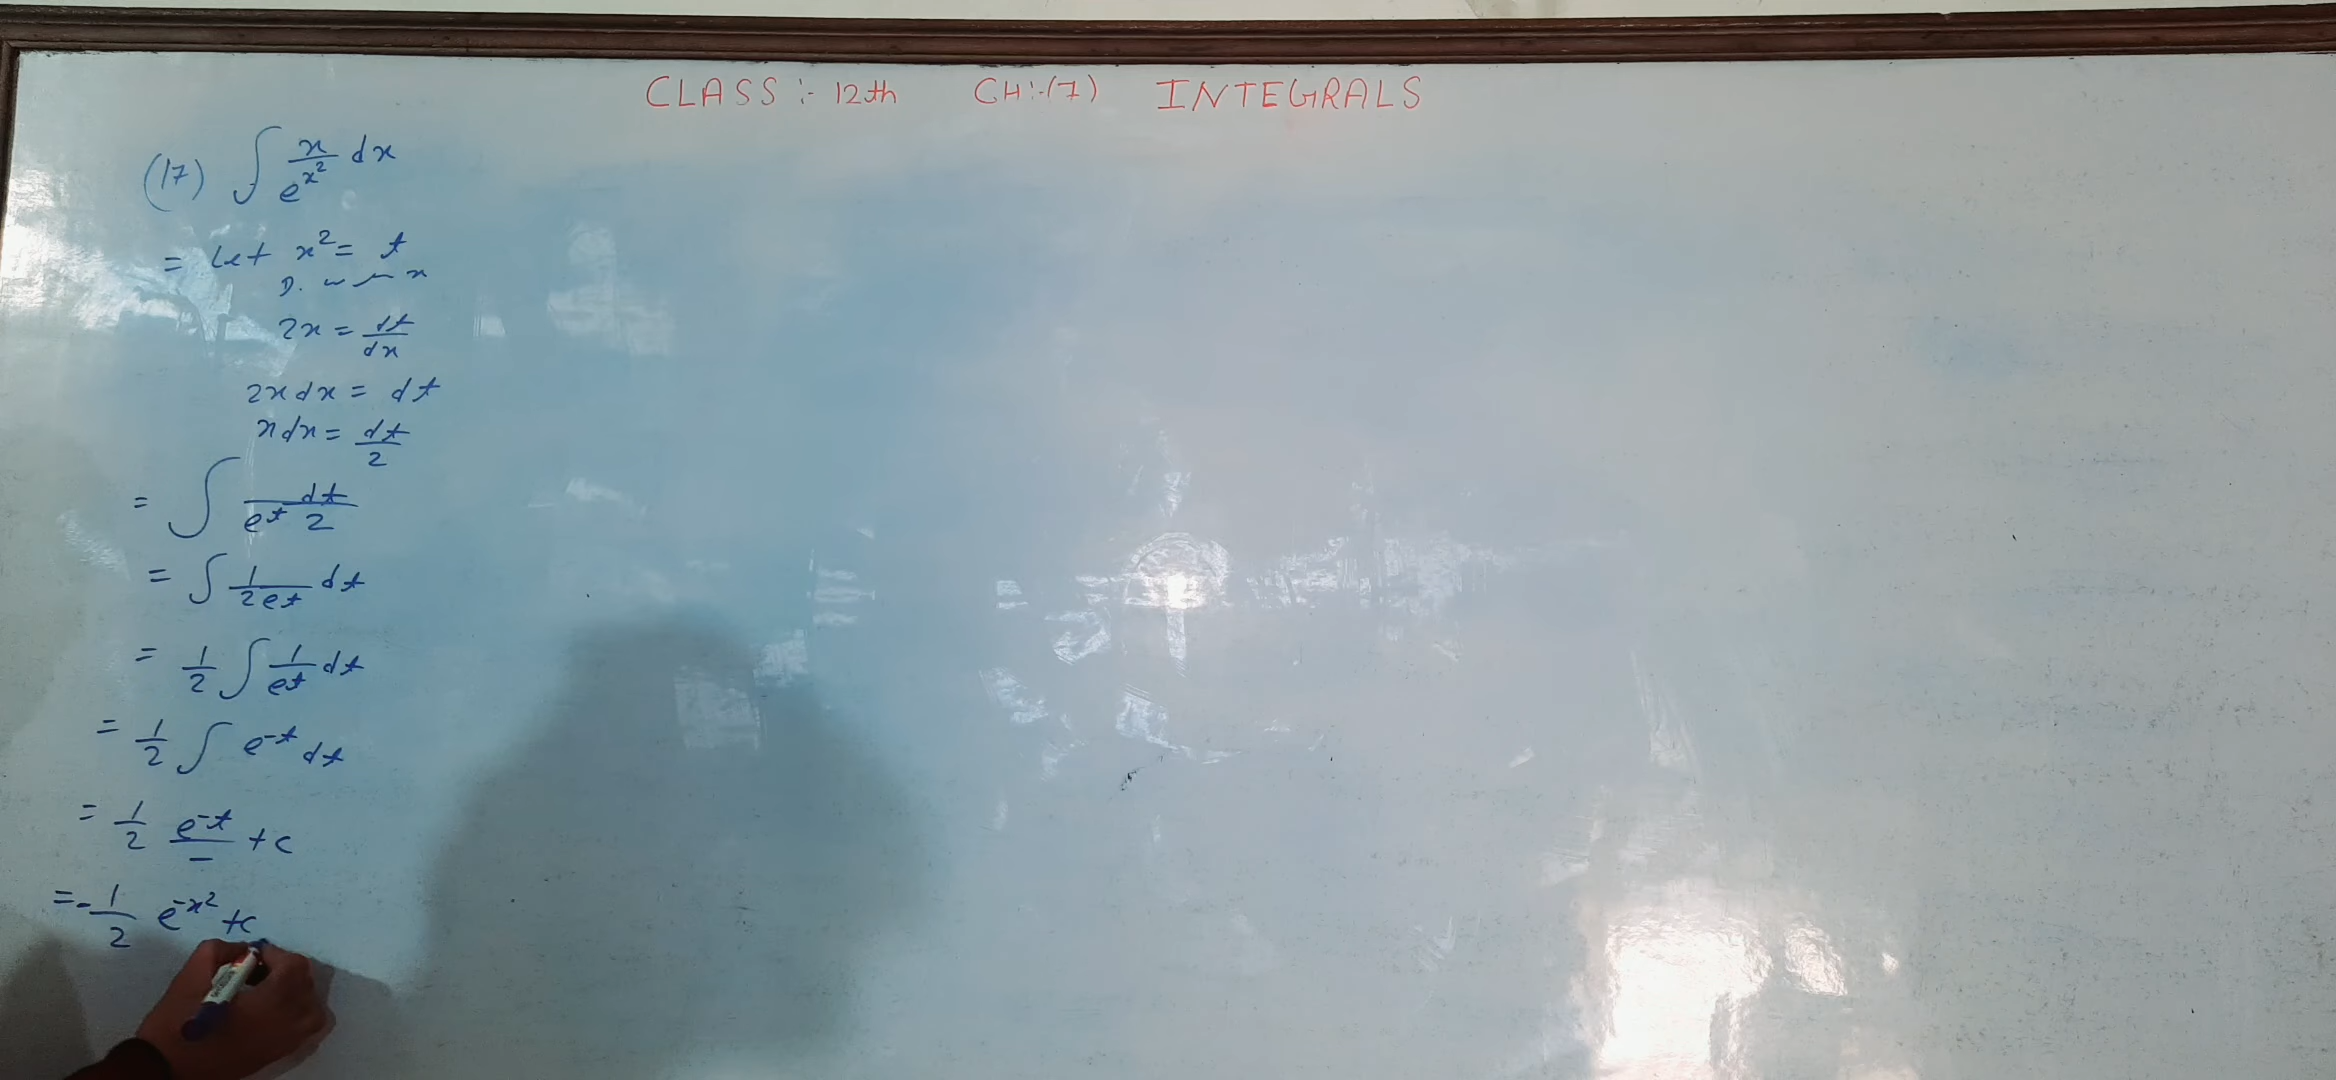 CLASS :- 12th CH:-(7) INTEGRALS
(17) ∫ x/e^x² dx
= Let x² = t
D. w x
2x = dt/dx
2x dx = dt
x dx = dt/2
= ∫ dt/e^t 2
= ∫ 1/2e^t dt
= 1/2 ∫ 1/e^t dt
= 1/2 ∫ e^-t dt
= 1/2 e^-t/- + c
= -1/2 e^-x² + c